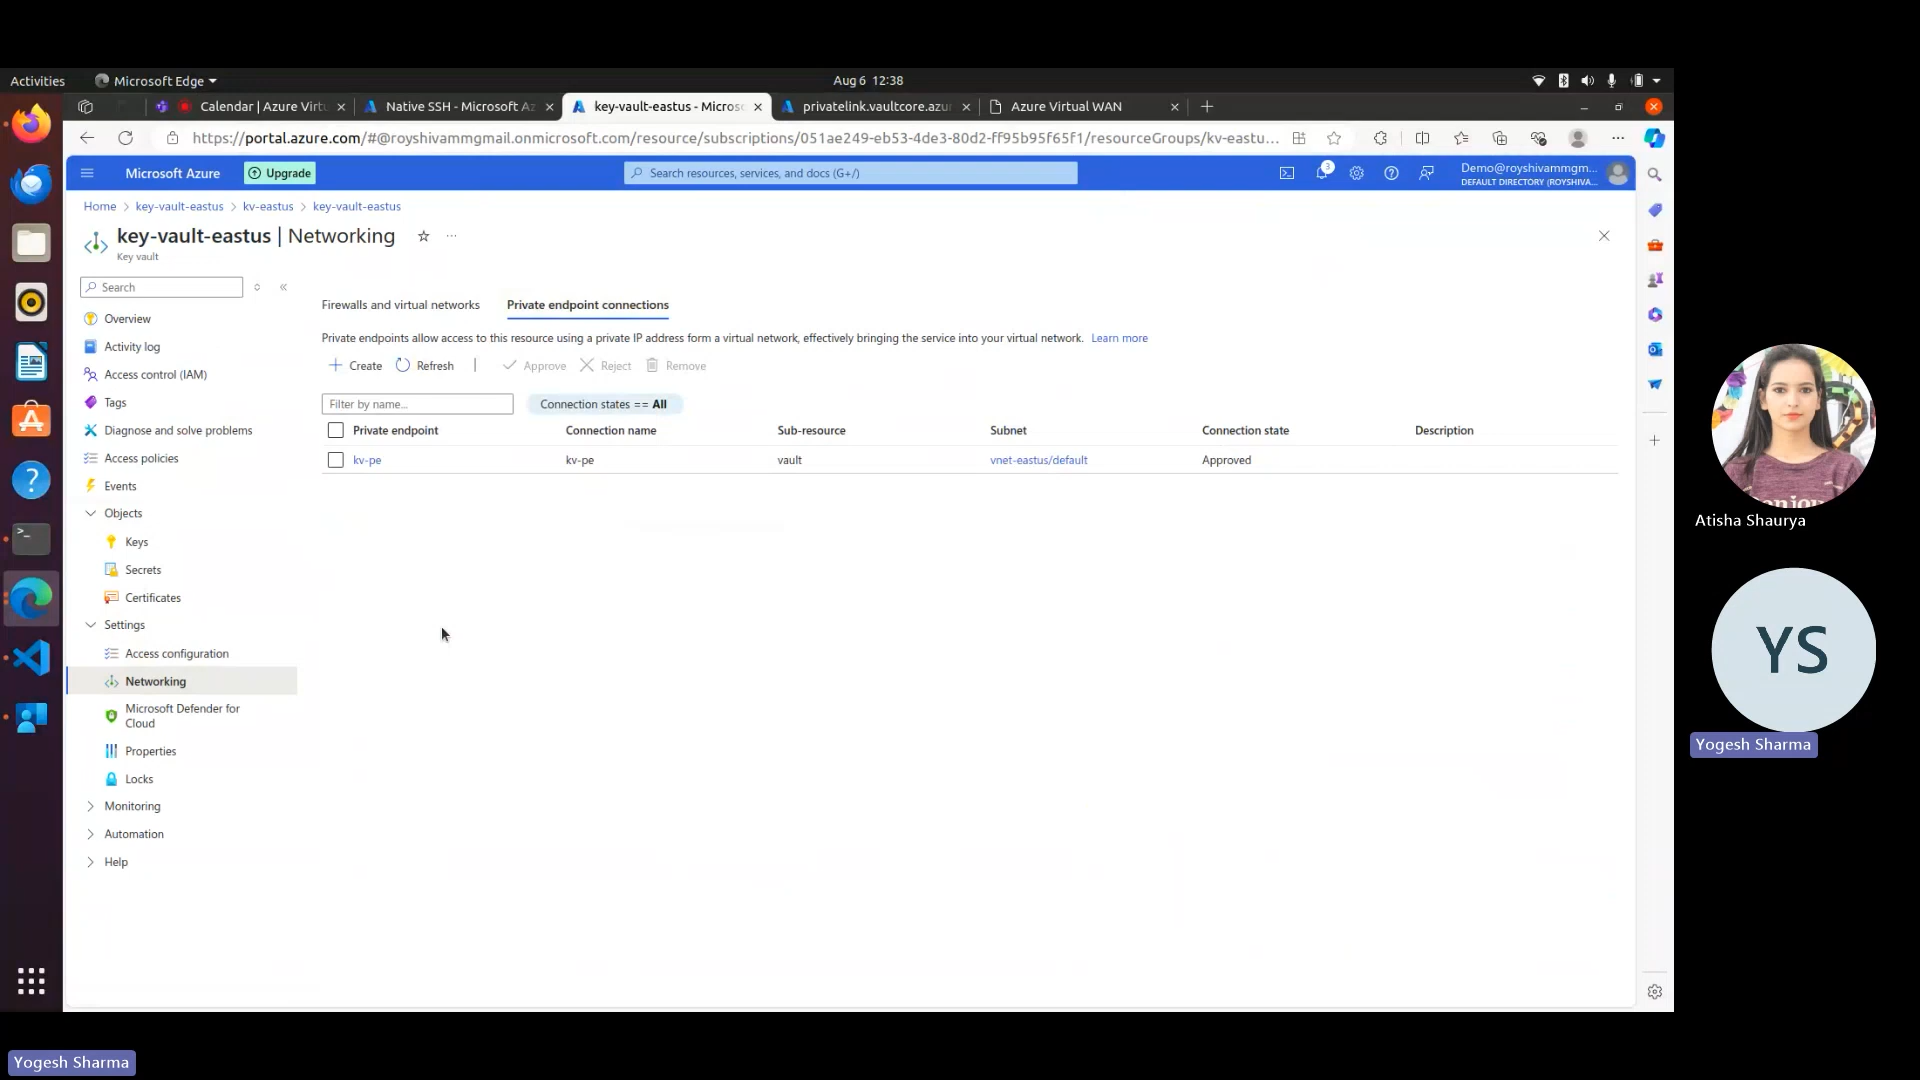 Activities
Microsoft Edge
Aug 6 12:38
Calendar | Azure Virtu
Native SSH - Microsoft Az
key-vault-eastus - Micros
privatelink.vaultcore.azur
Azure Virtual WAN
https://portal.azure.com/#@royshivammgmail.onmicrosoft.com/resource/subscriptions/051ae249-eb53-4de3-80d2-ff95b95f65f1/resourceGroups/kv-eastu...
Microsoft Azure
Upgrade
Search resources, services, and docs (G+/)
3
Demo@royshivammgm...
DEFAULT DIRECTORY (ROYSHIVA...
Home > key-vault-eastus > kv-eastus > key-vault-eastus
key-vault-eastus | Networking
Key vault
Search
Overview
Activity log
Access control (IAM)
Tags
Diagnose and solve problems
Access policies
Events
Objects
Keys
Secrets
Certificates
Settings
Access configuration
Networking
Microsoft Defender for
Cloud
Properties
Locks
Monitoring
Automation
Help
Firewalls and virtual networks
Private endpoint connections
Private endpoints allow access to this resource using a private IP address form a virtual network, effectively bringing the service into your virtual network. Learn more
Create
Refresh
Approve
Reject
Remove
Filter by name...
Connection states == All
Private endpoint Connection name Sub-resource Subnet Connection state Description
kv-pe kv-pe vault vnet-eastus/default Approved
Atisha Shaurya
YS
Yogesh Sharma
Yogesh Sharma